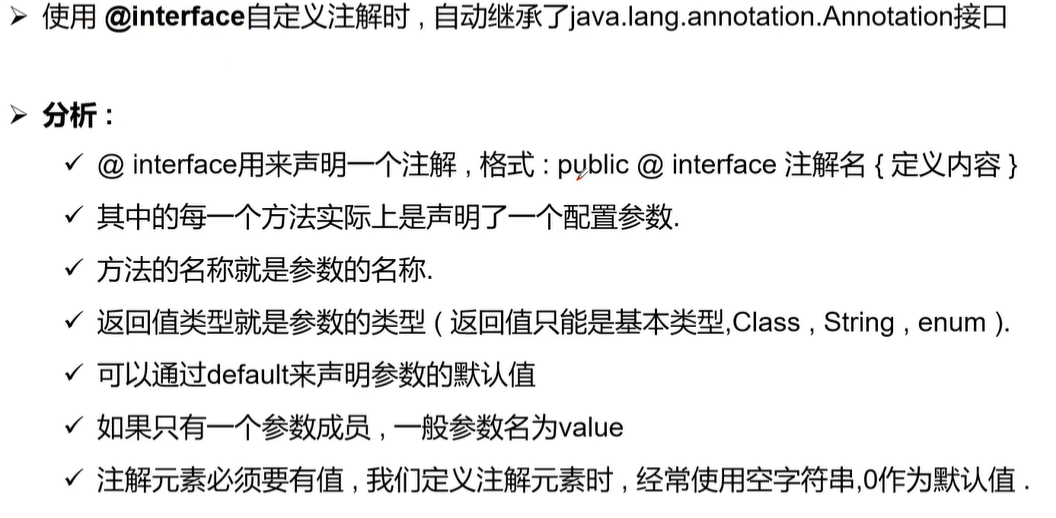 ➢ 使用 @interface自定义注解时 , 自动继承了java.lang.annotation.Annotation接口
➢ 分析 :
✓ @ interface用来声明一个注解 , 格式 : public @ interface 注解名 { 定义内容 }
✓ 其中的每一个方法实际上是声明了一个配置参数.
✓ 方法的名称就是参数的名称.
✓ 返回值类型就是参数的类型 ( 返回值只能是基本类型,Class , String , enum ).
✓ 可以通过default来声明参数的默认值
✓ 如果只有一个参数成员 , 一般参数名为value
✓ 注解元素必须要有值 , 我们定义注解元素时 , 经常使用空字符串,0作为默认值 .